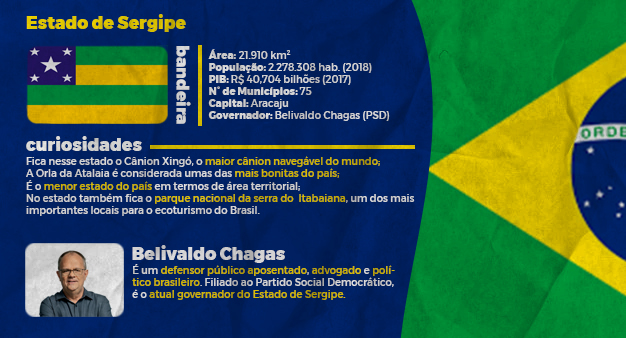 Estado de Sergipe
bandeira
Área: 21.910 km²
População: 2.278.308 hab. (2018)
PIB: R$ 40,704 bilhões (2017)
N° de Municípios: 75
Capital: Aracaju
Governador: Belivaldo Chagas (PSD)
curiosidades
Fica nesse estado o Cânion Xingó, o maior cânion navegável do mundo;
A Orla da Atalaia é considerada umas das mais bonitas do país;
É o menor estado do país em termos de área territorial;
No estado também fica o parque nacional da serra do Itabaiana, um dos mais
importantes locais para o ecoturismo do Brasil.
Belivaldo Chagas
É um defensor público aposentado, advogado e polí-
tico brasileiro. Filiado ao Partido Social Democrático,
é o atual governador do Estado de Sergipe.
ORDE